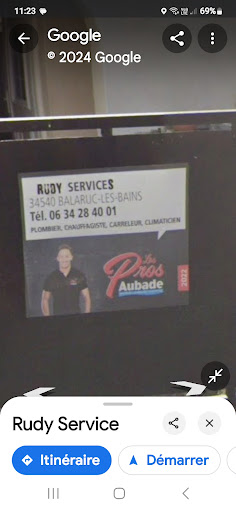 11:23
69%
Google
© 2024 Google
RUDY SERVICES
34540 BALARUC-LES-BAINS
Tél. 06 34 28 40 01
PLOMBIER, CHAUFFAGISTE, CARRELEUR, CLIMATICIEN
Les
Pros
Aubade
2022
Rudy Service
Itinéraire
Démarrer